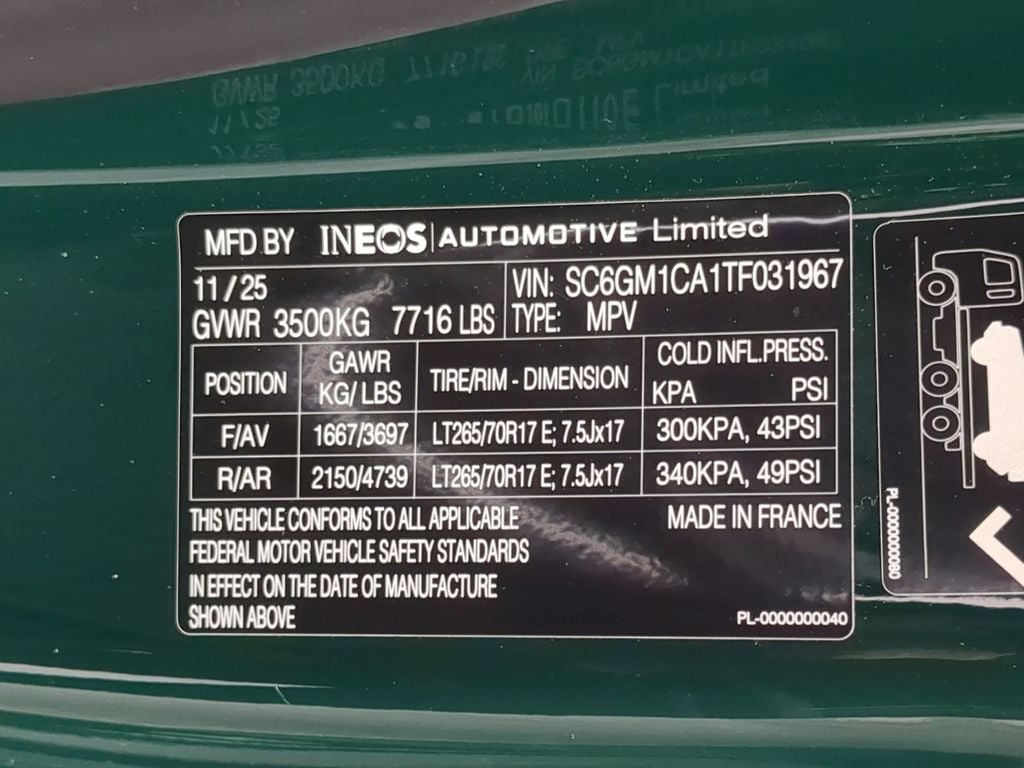 MFD BY INEOS | AUTOMOTIVE Limited
11/25
VIN: SC6GM1CA1TF031967
GVWR 3500KG 7716 LBS
TYPE: MPV
POSITION GAWR KG/LBS TIRE/RIM - DIMENSION COLD INFL.PRESS. KPA PSI
F/AV 1667/3697 LT265/70R17 E; 7.5Jx17 300KPA, 43PSI
R/AR 2150/4739 LT265/70R17 E; 7.5Jx17 340KPA, 49PSI
THIS VEHICLE CONFORMS TO ALL APPLICABLE
FEDERAL MOTOR VEHICLE SAFETY STANDARDS
IN EFFECT ON THE DATE OF MANUFACTURE
SHOWN ABOVE
MADE IN FRANCE
PL-0000000040
PL-0000000080